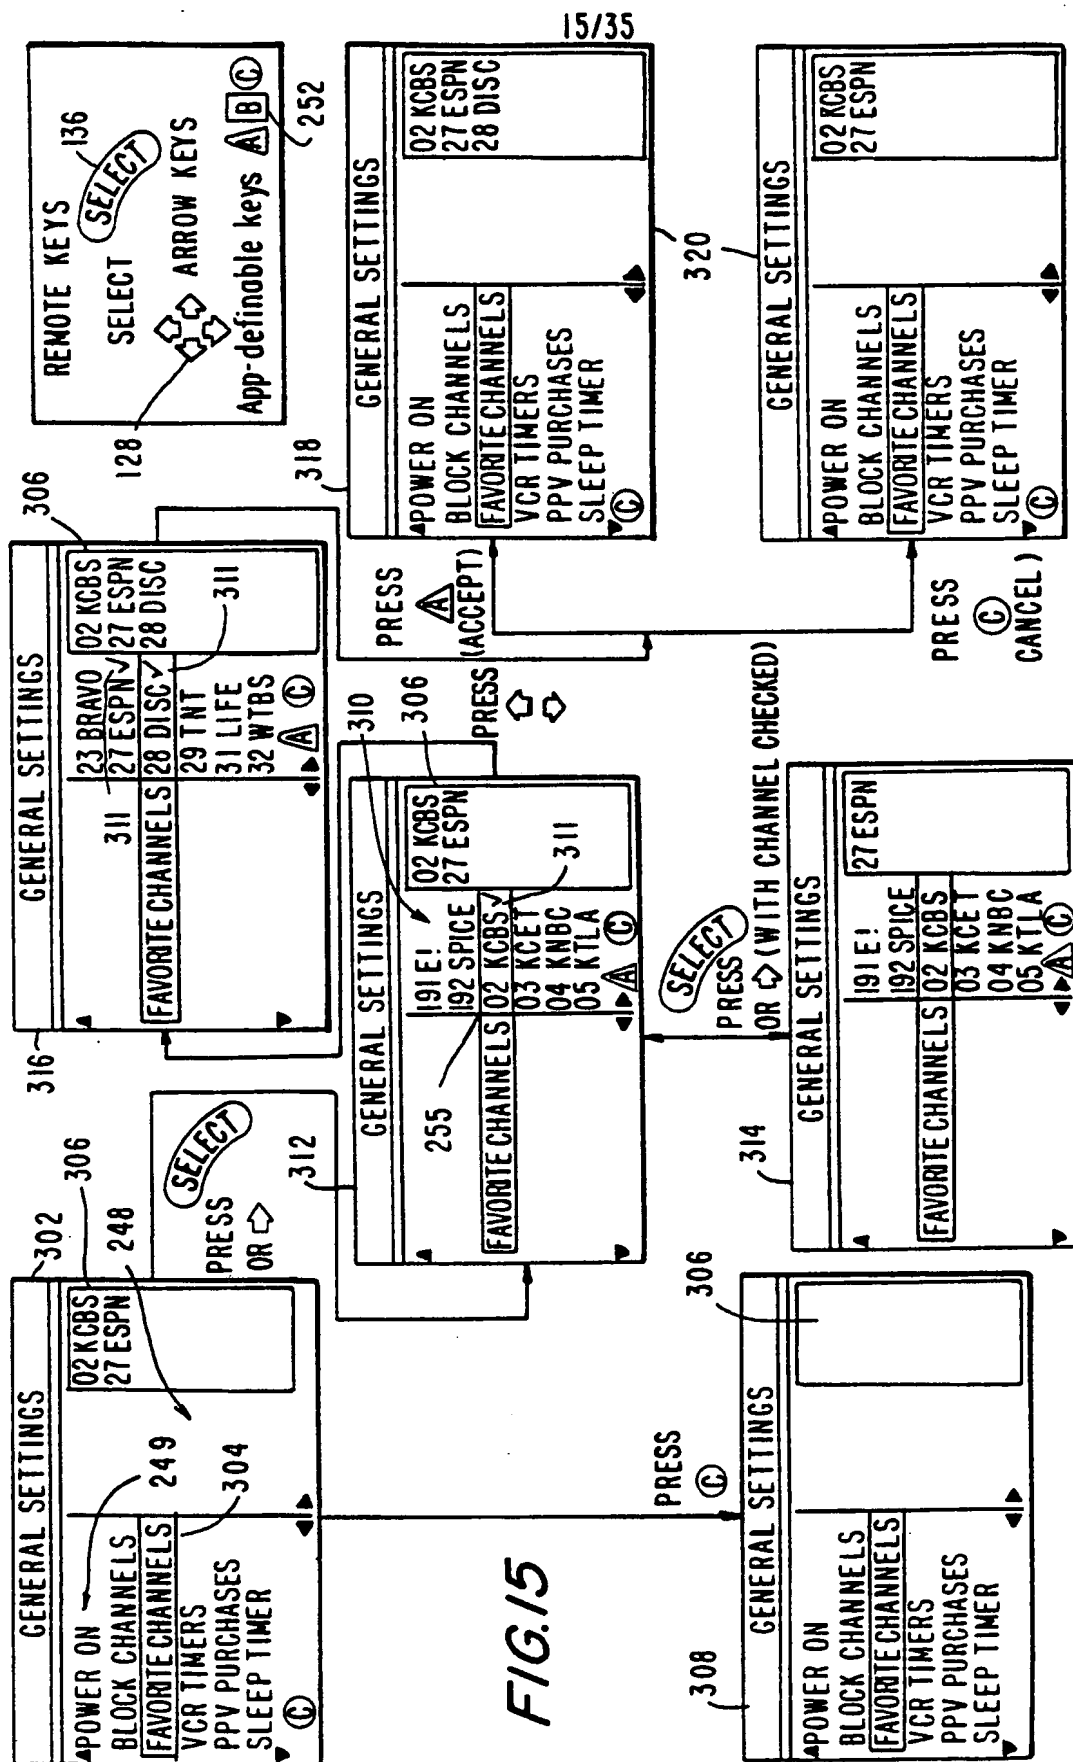 15/35
GENERAL SETTINGS
302
306
248
249
304
POWER ON
BLOCK CHANNELS
FAVORITE CHANNELS
VCR TIMERS
PPV PURCHASES
SLEEP TIMER
C
02 KCBS
27 ESPN
PRESS
SELECT
OR
316
GENERAL SETTINGS
306
FAVORITE CHANNELS
311
23 BRAVO
27 ESPN ✓
28 DISC ✓
29 TNT
31 LIFE
32 WTBS
A C
02 KCBS
27 ESPN
28 DISC
311
REMOTE KEYS
136
SELECT
SELECT
ARROW KEYS
128
App-definable keys A B C
252
312
GENERAL SETTINGS
310
306
255
FAVORITE CHANNELS
191 E!
192 SPICE
02 KCBS ✓
03 KCET
04 KNBC
05 KTLA
A C
02 KCBS
27 ESPN
311
PRESS
318
GENERAL SETTINGS
POWER ON
BLOCK CHANNELS
FAVORITE CHANNELS
VCR TIMERS
PPV PURCHASES
SLEEP TIMER
C
02 KCBS
27 ESPN
28 DISC
320
PRESS
A
(ACCEPT)
PRESS
C
CANCEL)
PRESS
C
308
GENERAL SETTINGS
306
POWER ON
BLOCK CHANNELS
FAVORITE CHANNELS
VCR TIMERS
PPV PURCHASES
SLEEP TIMER
SELECT
PRESS
OR (WITH CHANNEL CHECKED)
314
GENERAL SETTINGS
FAVORITE CHANNELS
191 E!
192 SPICE
02 KCBS
03 KCET
04 KNBC
05 KTLA
A C
27 ESPN
GENERAL SETTINGS
POWER ON
BLOCK CHANNELS
FAVORITE CHANNELS
VCR TIMERS
PPV PURCHASES
SLEEP TIMER
C
02 KCBS
27 ESPN
FIG.15